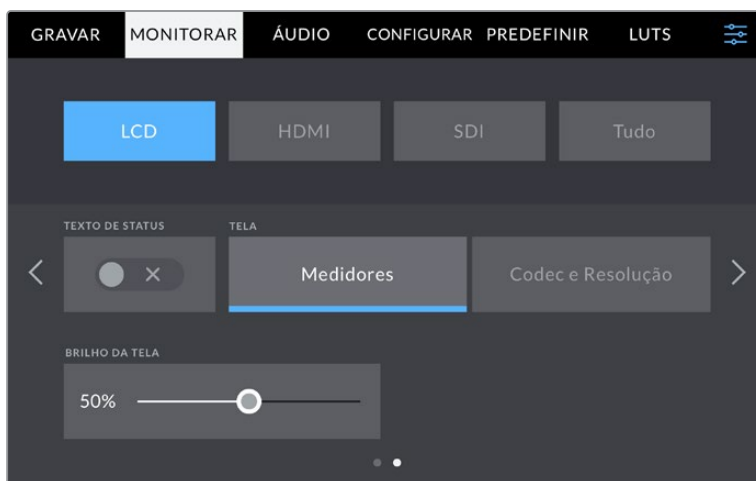 GRAVAR MONITORAR ÁUDIO CONFIGURAR PREDEFINIR LUTS
LCD HDMI SDI Tudo
TEXTO DE STATUS TELA
Medidores Codec e Resolução
BRILHO DA TELA
50%